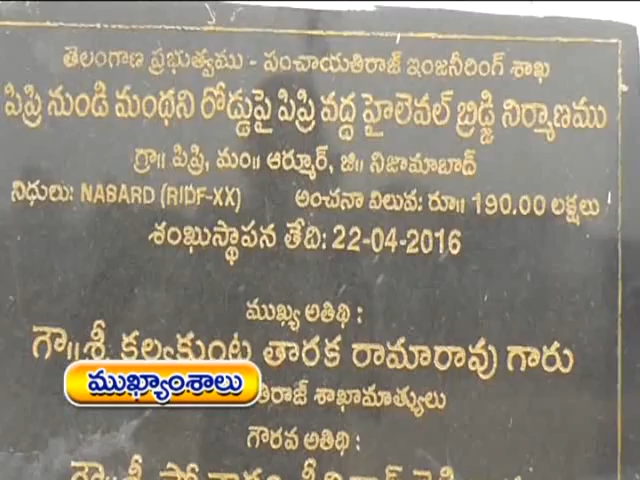 తెలంగాణ ప్రభుత్వము - పంచాయతీరాజ్ ఇంజనీరింగ్ శాఖ
పిప్రి నుండి మంథని రోడ్డుపై పిప్రి వద్ద హైలెవల్ బ్రిడ్జి నిర్మాణము
గ్రా॥ పిప్రి, మం॥ ఆర్మూర్, జి॥ నిజామాబాద్
నిధులు: NABARD (RIDF-XX) అంచనా విలువ: రూ॥ 190.00 లక్షలు
శంఖుస్థాపన తేది: 22-04-2016
ముఖ్య అతిథి :
గౌ॥శ్రీ కల్వకుంట్ల తారక రామారావు గారు
ముఖ్యాంశాలు
శాఖామాత్యులు
గౌరవ అతిథి :